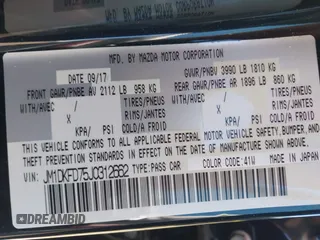 MFD. BY MAZDA MOTOR CORPORATION
DATE 09/17 GVWR/PNBV 3990 LB 1810 KG
FRONT GAWR/PNBE AV 2112 LB 958 KG REAR GAWR/PNBE AR 1896 LB 860 KG
WITH/AVEC / TIRES/PNEUS WITH/AVEC / TIRES/PNEUS
X RIMS/JANTES X RIMS/JANTES
KPA/ PSI COLD/A FROID KPA/ PSI COLD/A FROID
THIS VEHICLE CONFORMS TO ALL APPLICABLE FEDERAL MOTOR VEHICLE SAFETY, BUMPER, AND
THEFT PREVENTION STANDARDS IN EFFECT ON THE DATE OF MANUFACTURE SHOWN ABOVE.
VIN: JM1DKFD75J0312662 TYPE: PASS CAR COLOR CODE: 41W MADE IN JAPAN
DREAMBID